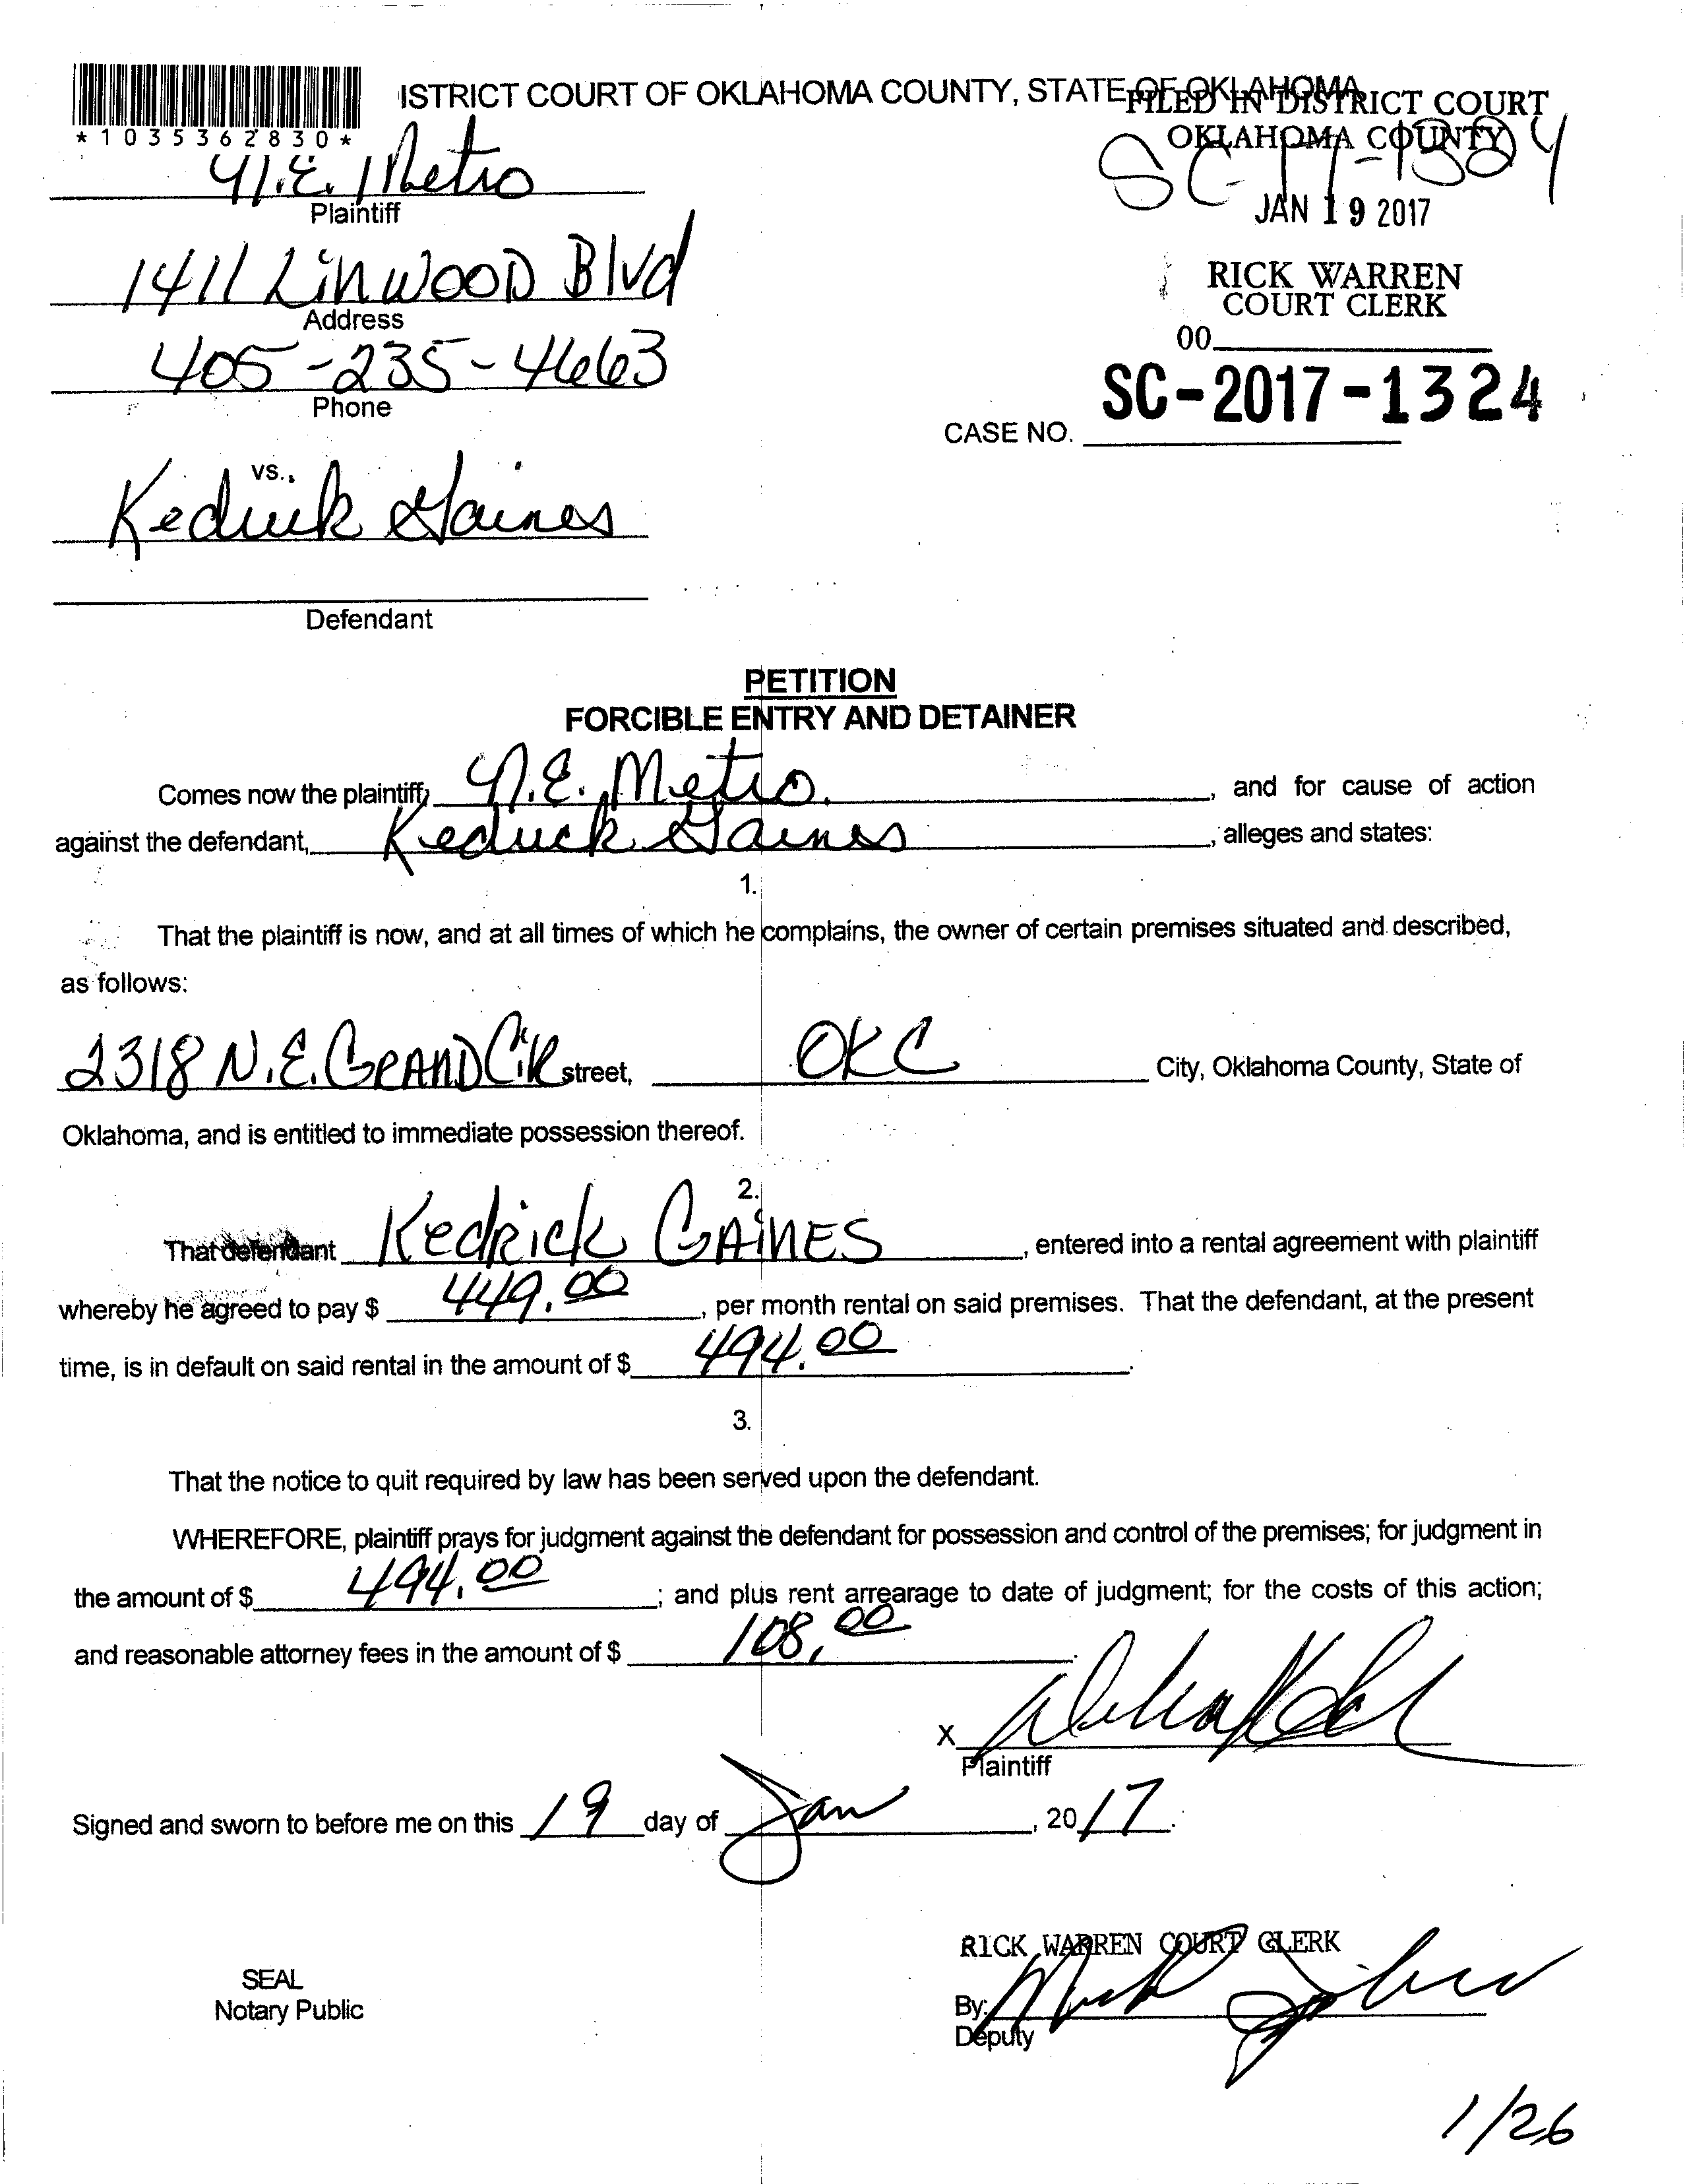 ISTRICT COURT OF OKLAHOMA COUNTY, STATE OF OKLAHOMA
FILED IN DISTRICT COURT
OKLAHOMA COUNTY
*1035362830*
SC-17-1324
N.E. Metro
Plaintiff
JAN 19 2017
1411 LinWOOD Blvd
Address
RICK WARREN
COURT CLERK
405-235-4663
Phone
00
SC-2017-1324
CASE NO.
vs.,
Kedrick Gaines
Defendant
PETITION
FORCIBLE ENTRY AND DETAINER
Comes now the plaintiff, N.E. Metro, and for cause of action
against the defendant, Kedrick Gaines, alleges and states:
1.
That the plaintiff is now, and at all times of which he complains, the owner of certain premises situated and described,
as follows:
2318 N.E. GRAND CiR street, OKC City, Oklahoma County, State of
Oklahoma, and is entitled to immediate possession thereof.
2.
That defendant Kedrick GAiNES, entered into a rental agreement with plaintiff
whereby he agreed to pay $ 449.00, per month rental on said premises. That the defendant, at the present
time, is in default on said rental in the amount of $ 494.00.
3.
That the notice to quit required by law has been served upon the defendant.
WHEREFORE, plaintiff prays for judgment against the defendant for possession and control of the premises; for judgment in
the amount of $ 494.00; and plus rent arrearage to date of judgment; for the costs of this action;
and reasonable attorney fees in the amount of $ 108.00.
X
Plaintiff
Signed and sworn to before me on this 19 day of Jan, 2017.
RICK WARREN COURT CLERK
SEAL
Notary Public
By:
Deputy
1/26